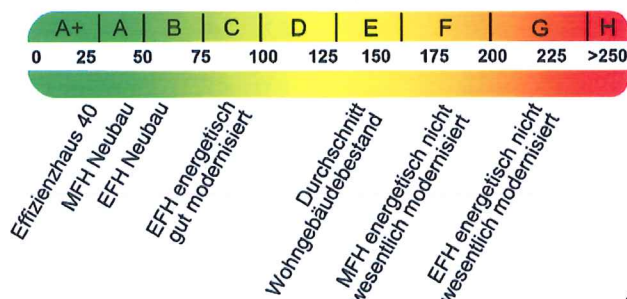 A+ A B C D E F G H
0 25 50 75 100 125 150 175 200 225 >250
Effizienzhaus 40
MFH Neubau
EFH Neubau
EFH energetisch
gut modernisiert
Durchschnitt
Wohngebäudebestand
MFH energetisch nicht
wesentlich modernisiert
EFH energetisch nicht
wesentlich modernisiert